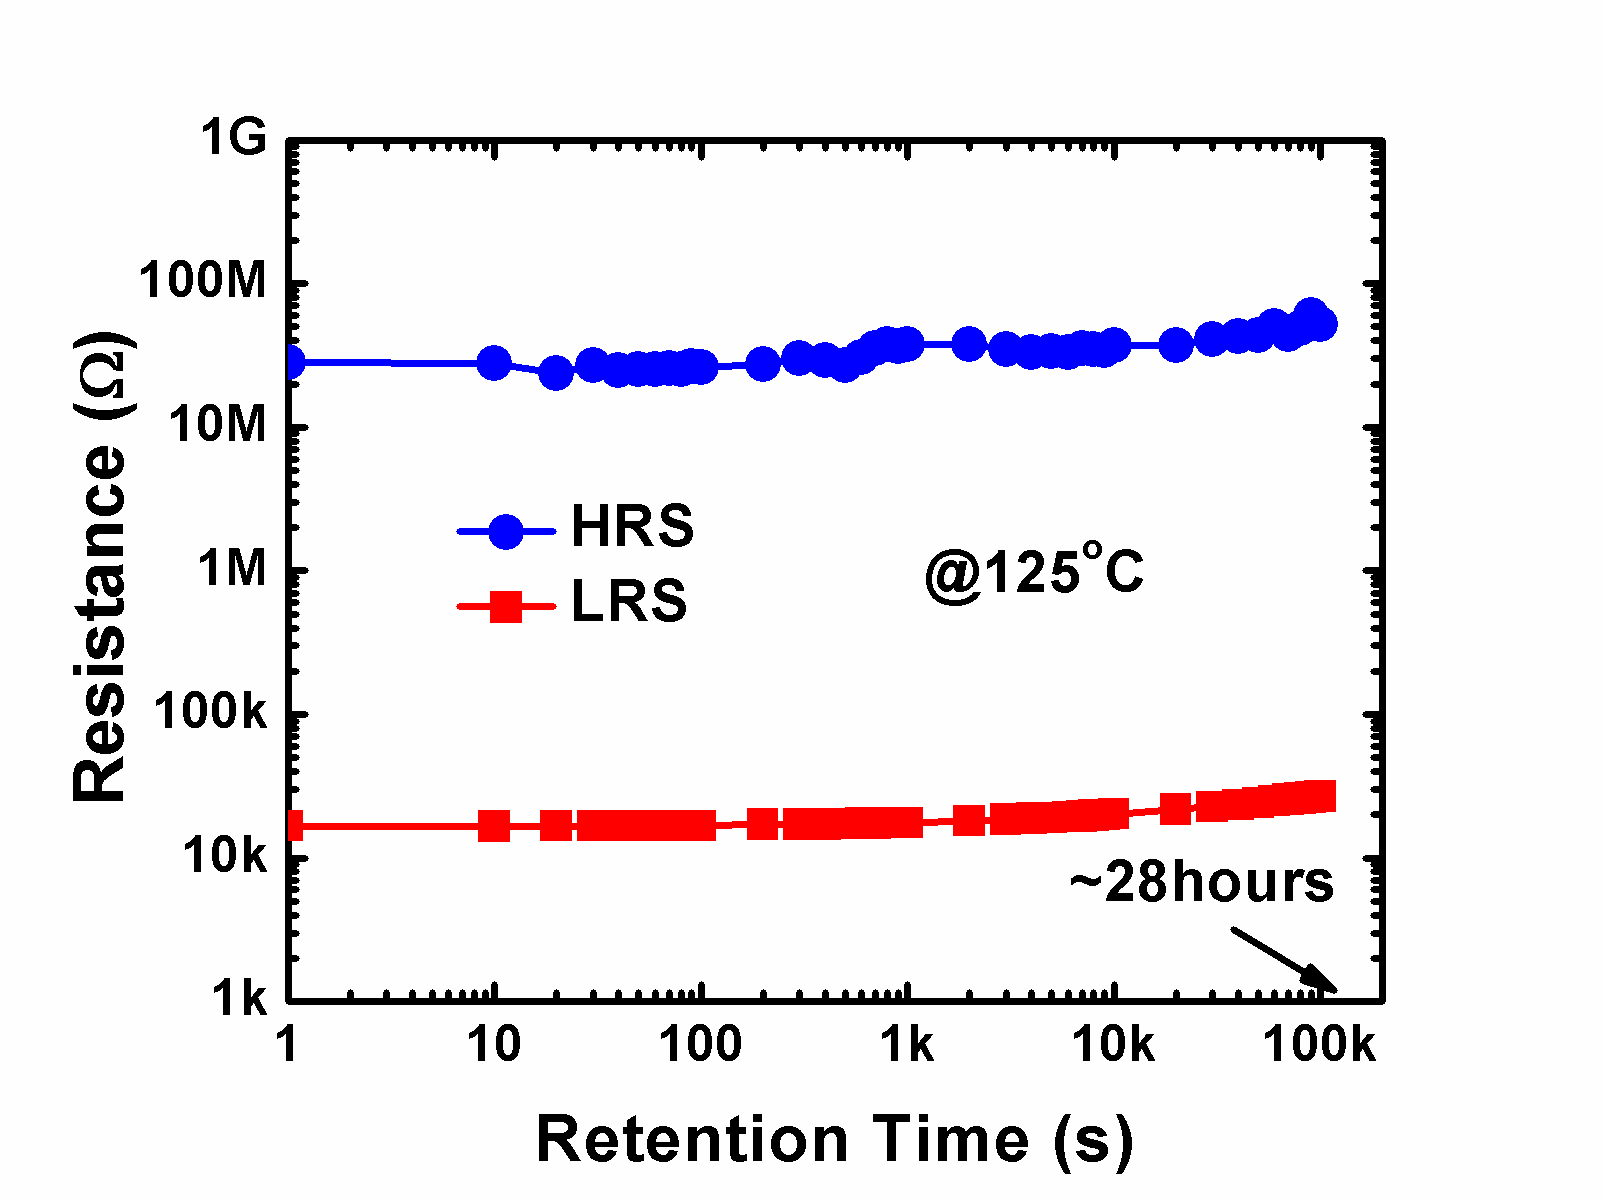 1G
100M
10M
1M
100k
10k
1k
Resistance (Ω)
HRS
LRS
@125°C
~28hours
1 10 100 1k 10k 100k
Retention Time (s)